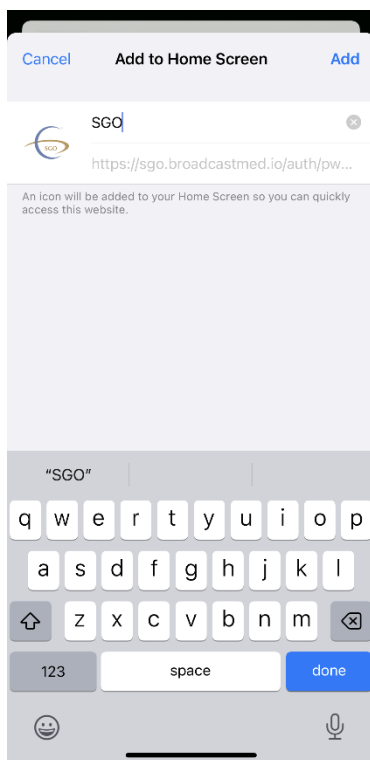 Cancel Add to Home Screen Add
SGO
SGO
https://sgo.broadcastmed.io/auth/pw...
An icon will be added to your Home Screen so you can quickly
access this website.
“SGO”
q w e r t y u i o p
a s d f g h j k l
z x c v b n m
123 space done